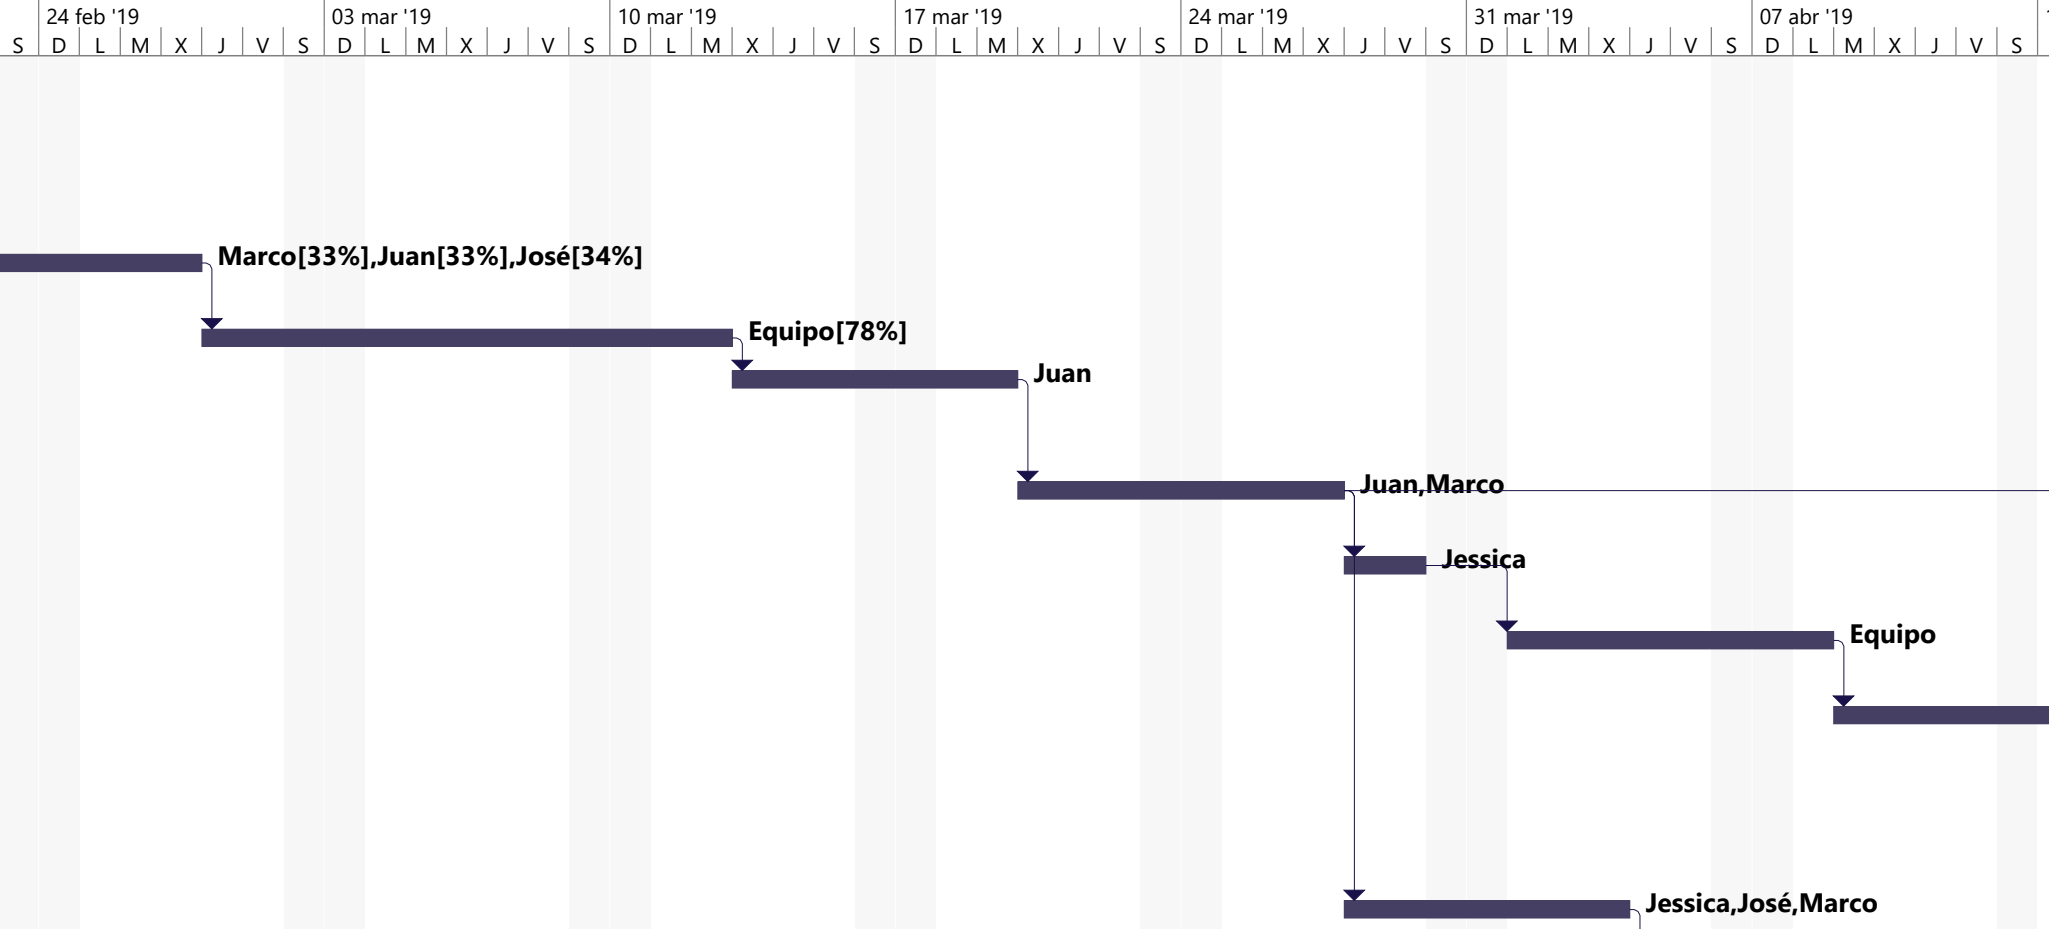 24 feb '19 03 mar '19 10 mar '19 17 mar '19 24 mar '19 31 mar '19 07 abr '19
S D L M X J V S D L M X J V S D L M X J V S D L M X J V S D L M X J V S D L M X J V S D L M X J V S
Marco[33%],Juan[33%],José[34%]
Equipo[78%]
Juan
Juan,Marco
Jessica
Equipo
Jessica,José,Marco